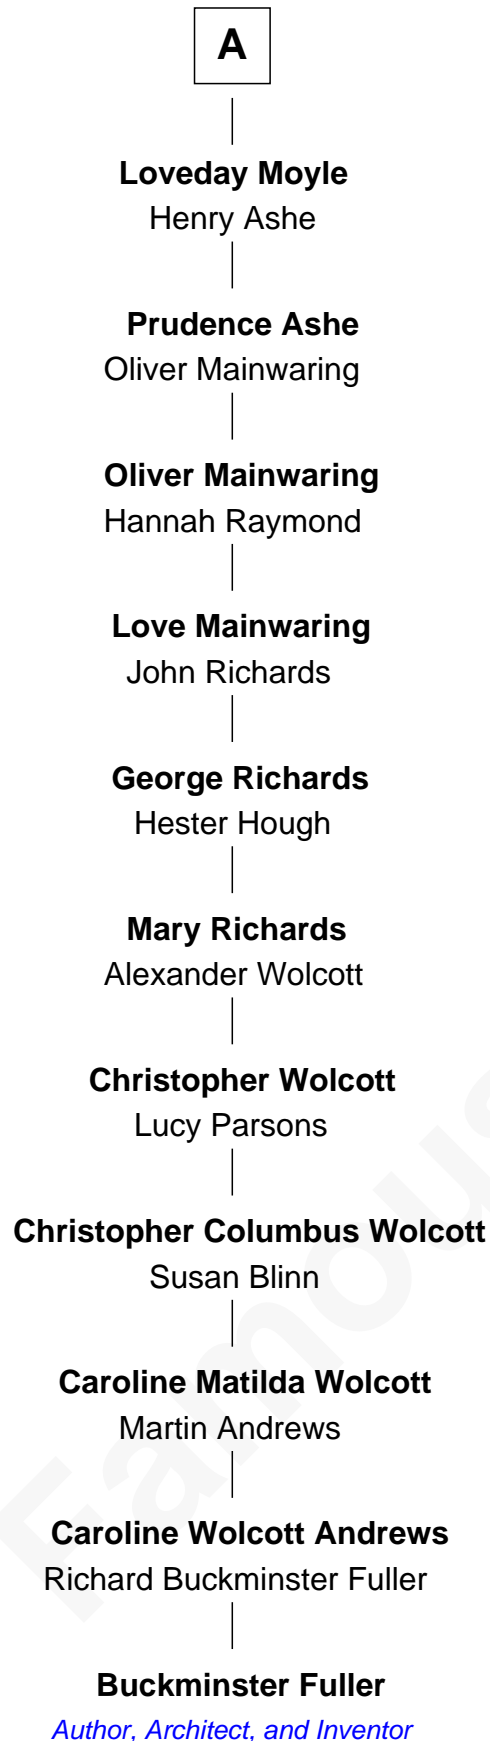 A
Loveday Moyle
Henry Ashe
Prudence Ashe
Oliver Mainwaring
Oliver Mainwaring
Hannah Raymond
Love Mainwaring
John Richards
George Richards
Hester Hough
Mary Richards
Alexander Wolcott
Christopher Wolcott
Lucy Parsons
Christopher Columbus Wolcott
Susan Blinn
Caroline Matilda Wolcott
Martin Andrews
Caroline Wolcott Andrews
Richard Buckminster Fuller
Buckminster Fuller
Author, Architect, and Inventor
Famous